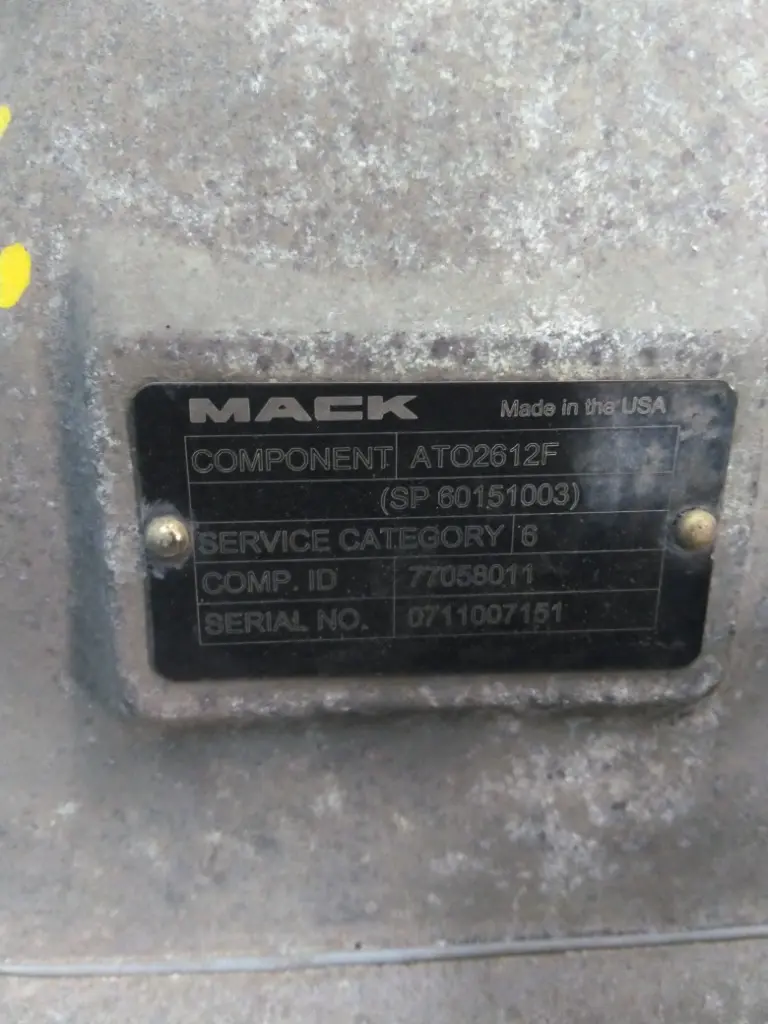 MACK Made in the USA
COMPONENT ATO2612F
(SP 60151003)
SERVICE CATEGORY 6
COMP. ID 77058011
SERIAL NO. 0711007151